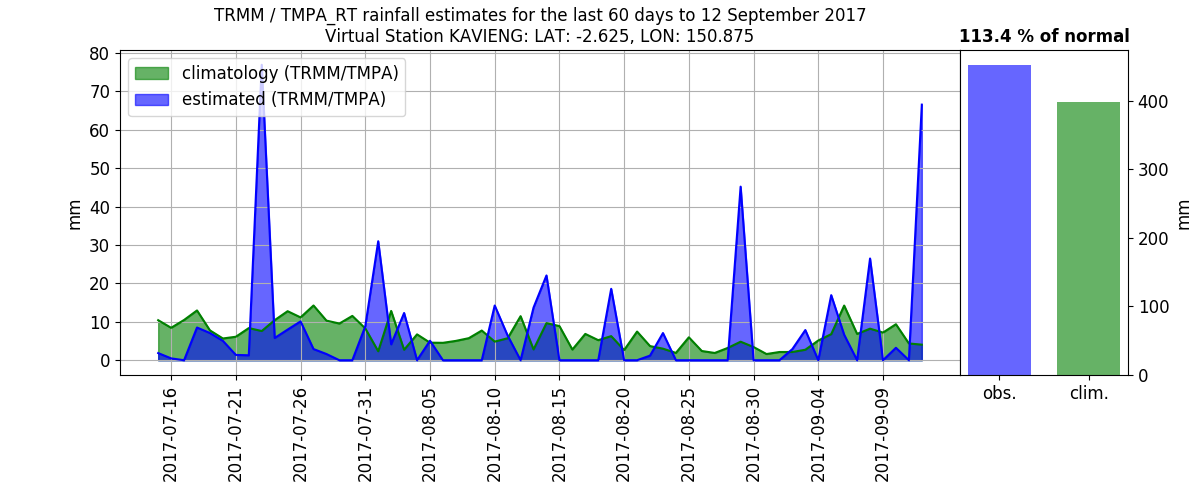 TRMM / TMPA_RT rainfall estimates for the last 60 days to 12 September 2017
Virtual Station KAVIENG: LAT: -2.625, LON: 150.875
113.4 % of normal
climatology (TRMM/TMPA)
estimated (TRMM/TMPA)
80
70
60
50
40
30
20
10
0
mm
2017-07-16
2017-07-21
2017-07-26
2017-07-31
2017-08-05
2017-08-10
2017-08-15
2017-08-20
2017-08-25
2017-08-30
2017-09-04
2017-09-09
400
300
200
100
0
mm
obs.
clim.